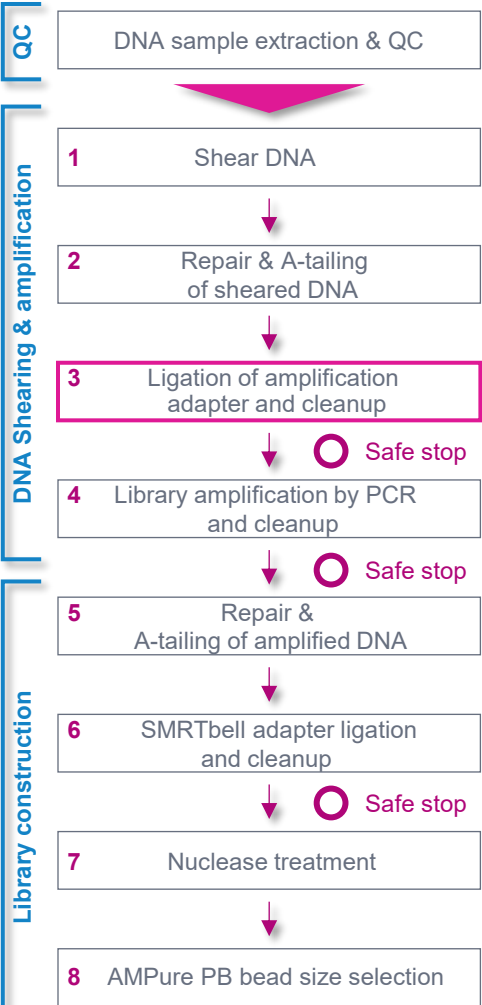 QC
DNA sample extraction & QC
DNA Shearing & amplification
1 Shear DNA
2 Repair & A-tailing
of sheared DNA
3 Ligation of amplification
adapter and cleanup
Safe stop
4 Library amplification by PCR
and cleanup
Safe stop
Library construction
5 Repair &
A-tailing of amplified DNA
6 SMRTbell adapter ligation
and cleanup
Safe stop
7 Nuclease treatment
8 AMPure PB bead size selection